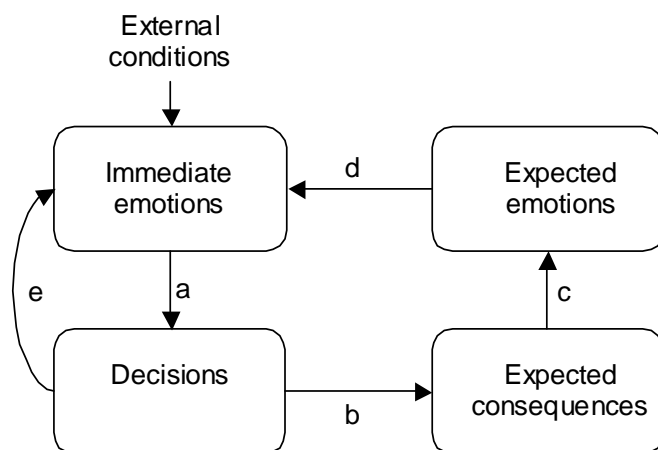 External
conditions
Immediate
emotions
d
Expected
emotions
e
a
c
Decisions
b
Expected
consequences